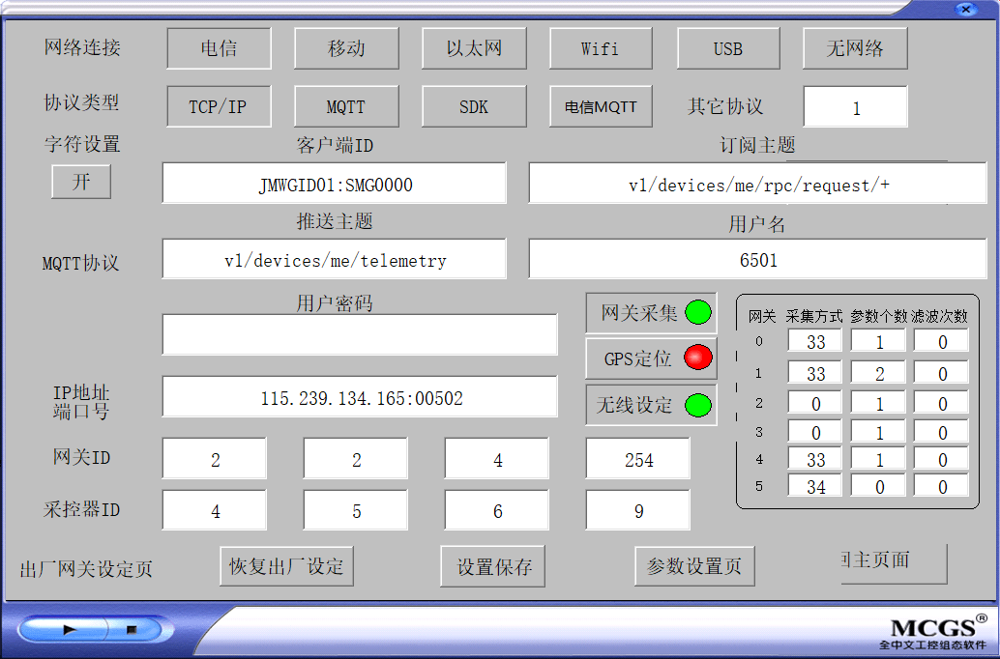 网络连接 电信 移动 以太网 Wifi USB 无网络
协议类型 TCP/IP MQTT SDK 电信MQTT 其它协议 1
字符设置 客户端ID 订阅主题
开 JMWGID01:SMG0000 v1/devices/me/rpc/request/+
推送主题 用户名
MQTT协议 v1/devices/me/telemetry 6501
用户密码
网关采集
GPS定位
无线设定
网关 采集方式 参数个数 滤波次数
0 33 1 0
1 33 2 0
2 0 1 0
3 0 1 0
4 33 1 0
5 34 0 0
IP地址
端口号
115.239.134.165:00502
网关ID 2 2 4 254
采控器ID 4 5 6 9
出厂网关设定页 恢复出厂设定 设置保存 参数设置页 回主页面
MCGS®
全中文工控组态软件